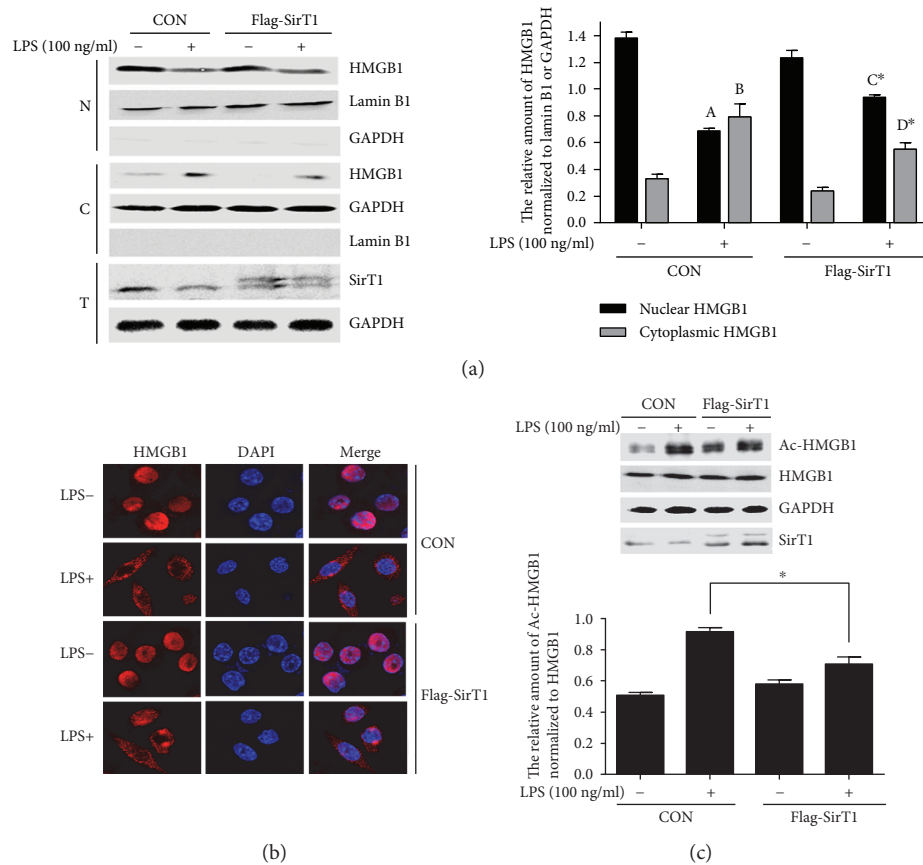 CON Flag-SirT1
LPS (100 ng/ml) − + − +
N
HMGB1
Lamin B1
GAPDH
C
HMGB1
GAPDH
Lamin B1
T
SirT1
GAPDH
The relative amount of HMGB1
normalized to lamin B1 or GAPDH
1.4
1.2
1.0
0.8
0.6
0.4
0.2
0.0
A B C* D*
LPS (100 ng/ml) − + − +
CON Flag-SirT1
Nuclear HMGB1
Cytoplasmic HMGB1
(a)
HMGB1 DAPI Merge
LPS−
LPS+
CON
LPS−
LPS+
Flag-SirT1
(b)
CON Flag-SirT1
LPS (100 ng/ml) − + − +
Ac-HMGB1
HMGB1
GAPDH
SirT1
The relative amount of Ac-HMGB1
normalized to HMGB1
1.0
0.8
0.6
0.4
0.2
0.0
*
LPS (100 ng/ml) − + − +
CON Flag-SirT1
(c)